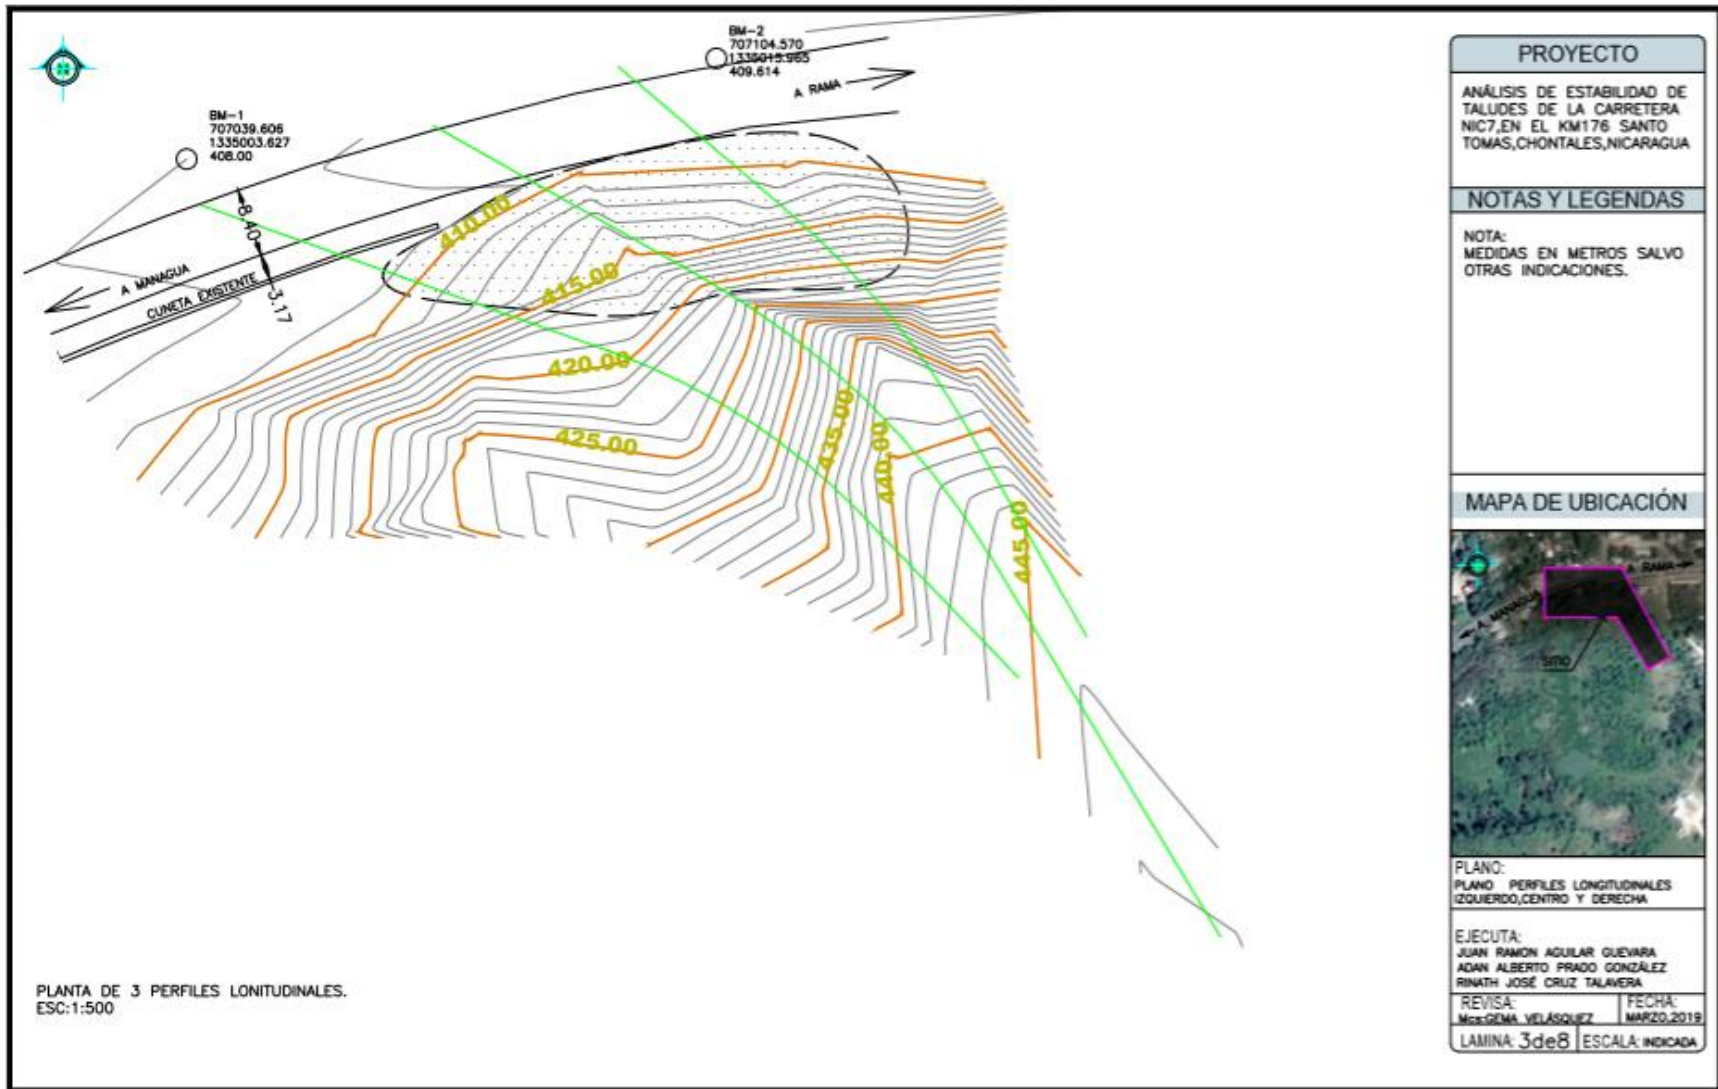 BM-1
707039.606
1335003.627
408.00
BM-2
707104.570
1335015.965
409.614
A RAMA
8.40
3.17
A MANAGUA
CUNETA EXISTENTE
410.00
415.00
420.00
425.00
435.00
440.00
445.00
PLANTA DE 3 PERFILES LONITUDINALES.
ESC:1:500
PROYECTO
ANÁLISIS DE ESTABILIDAD DE
TALUDES DE LA CARRETERA
NIC7,EN EL KM176 SANTO
TOMAS,CHONTALES,NICARAGUA
NOTAS Y LEGENDAS
NOTA:
MEDIDAS EN METROS SALVO
OTRAS INDICACIONES.
MAPA DE UBICACIÓN
A RAMA
A MANAGUA
SITIO
PLANO:
PLANO PERFILES LONGITUDINALES
IZQUIERDO,CENTRO Y DERECHA
EJECUTA:
JUAN RAMON AGUILAR GUEVARA
ADAN ALBERTO PRADO GONZÁLEZ
RINATH JOSÉ CRUZ TALAVERA
REVISA:
Mcs:GEMA VELÁSQUEZ
FECHA:
MARZO,2019
LAMINA: 3de8
ESCALA: INDICADA